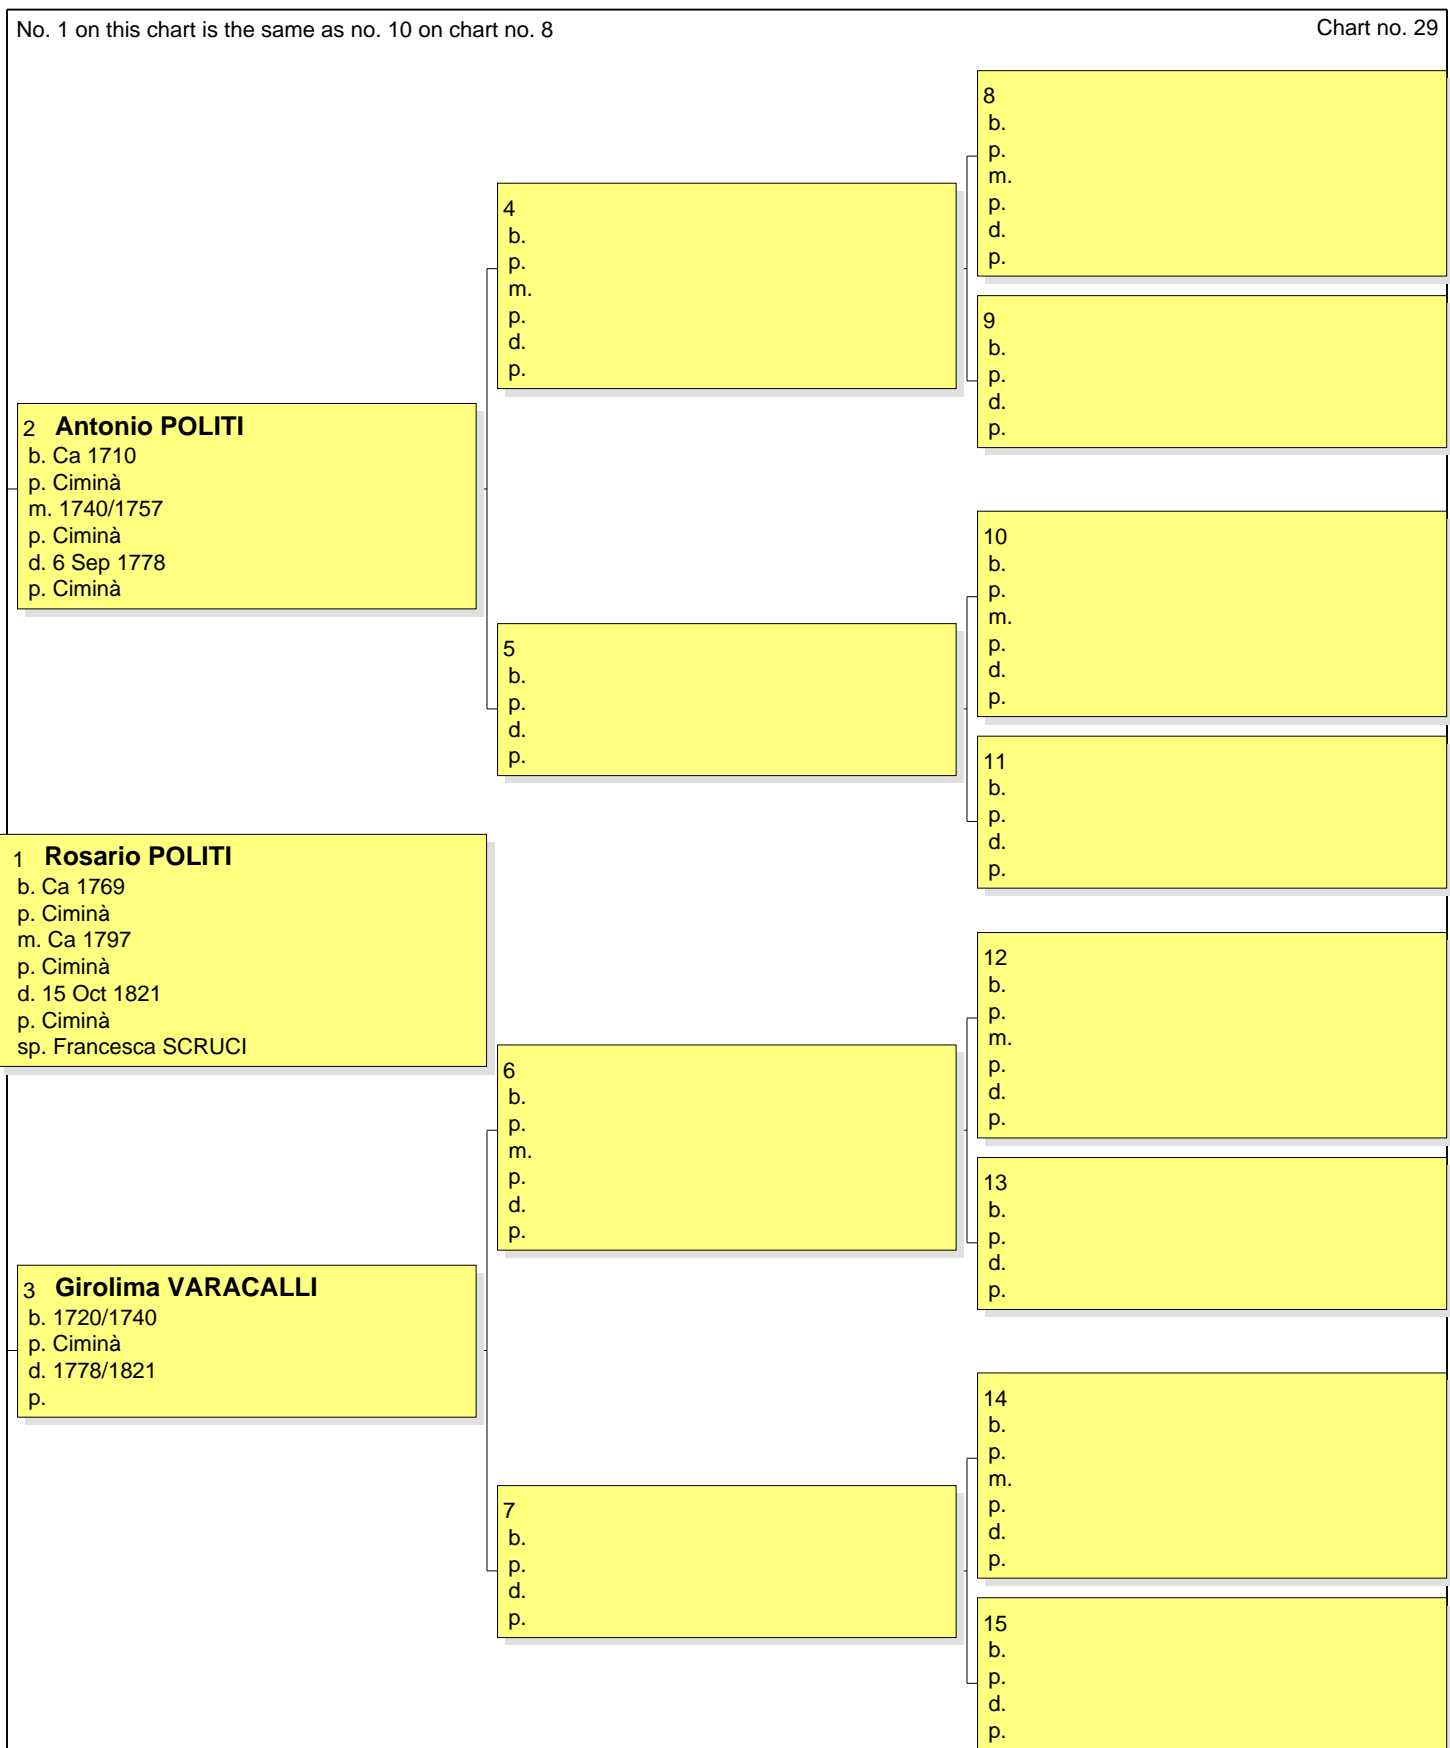 No. 1 on this chart is the same as no. 10 on chart no. 8
Chart no. 29
8
b.
p.
m.
p.
d.
p.
4
b.
p.
m.
p.
d.
p.
9
b.
p.
d.
p.
2 Antonio POLITI
b. Ca 1710
p. Ciminà
m. 1740/1757
p. Ciminà
d. 6 Sep 1778
p. Ciminà
10
b.
p.
m.
p.
d.
p.
5
b.
p.
d.
p.
11
b.
p.
d.
p.
1 Rosario POLITI
b. Ca 1769
p. Ciminà
m. Ca 1797
p. Ciminà
d. 15 Oct 1821
p. Ciminà
sp. Francesca SCRUCI
12
b.
p.
m.
p.
d.
p.
6
b.
p.
m.
p.
d.
p.
13
b.
p.
d.
p.
3 Girolima VARACALLI
b. 1720/1740
p. Ciminà
d. 1778/1821
p.
14
b.
p.
m.
p.
d.
p.
7
b.
p.
d.
p.
15
b.
p.
d.
p.